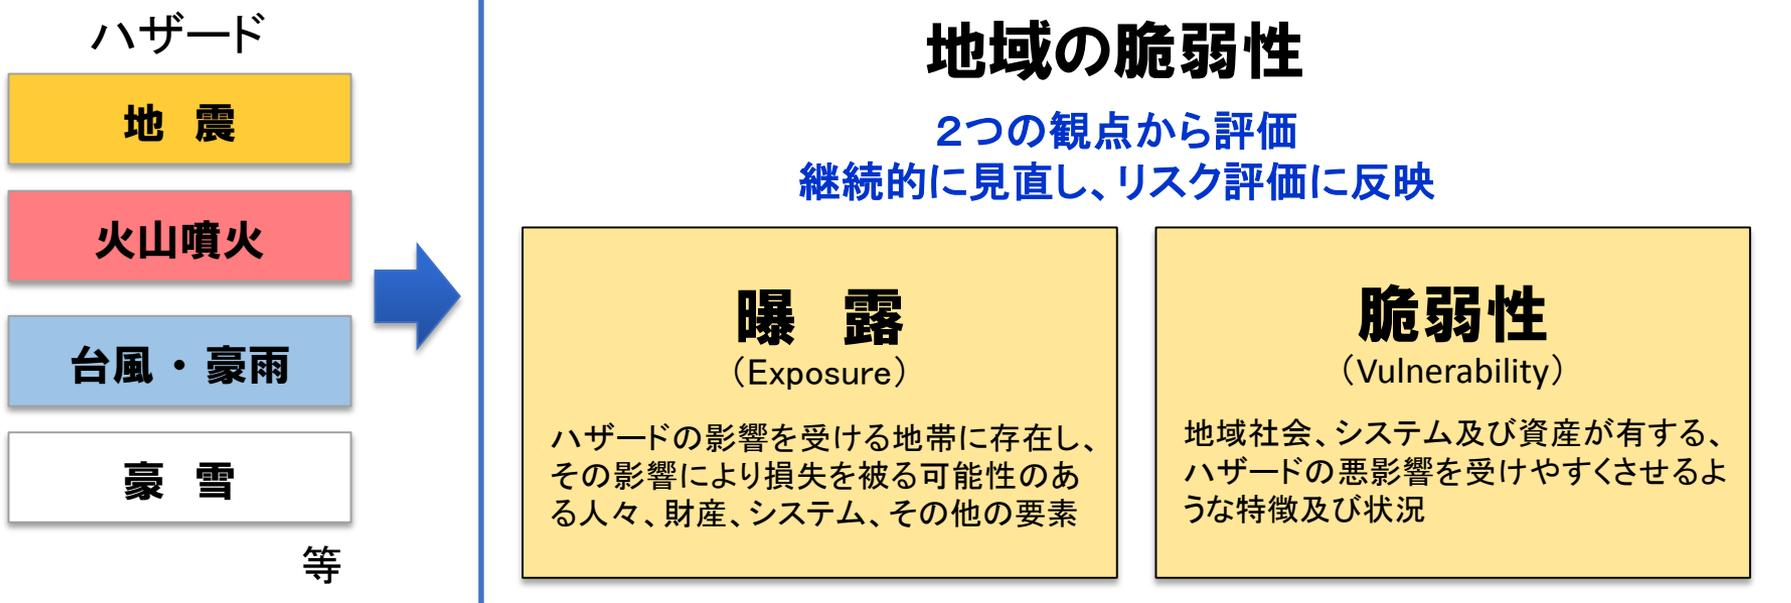 ハザード
地　震
火山噴火
台風・豪雨
豪　雪
等
地域の脆弱性
２つの観点から評価
継続的に見直し、リスク評価に反映
曝　露
（Exposure）
ハザードの影響を受ける地帯に存在し、
その影響により損失を被る可能性のあ
る人々、財産、システム、その他の要素
脆弱性
（Vulnerability）
地域社会、システム及び資産が有する、
ハザードの悪影響を受けやすくさせるよ
うな特徴及び状況